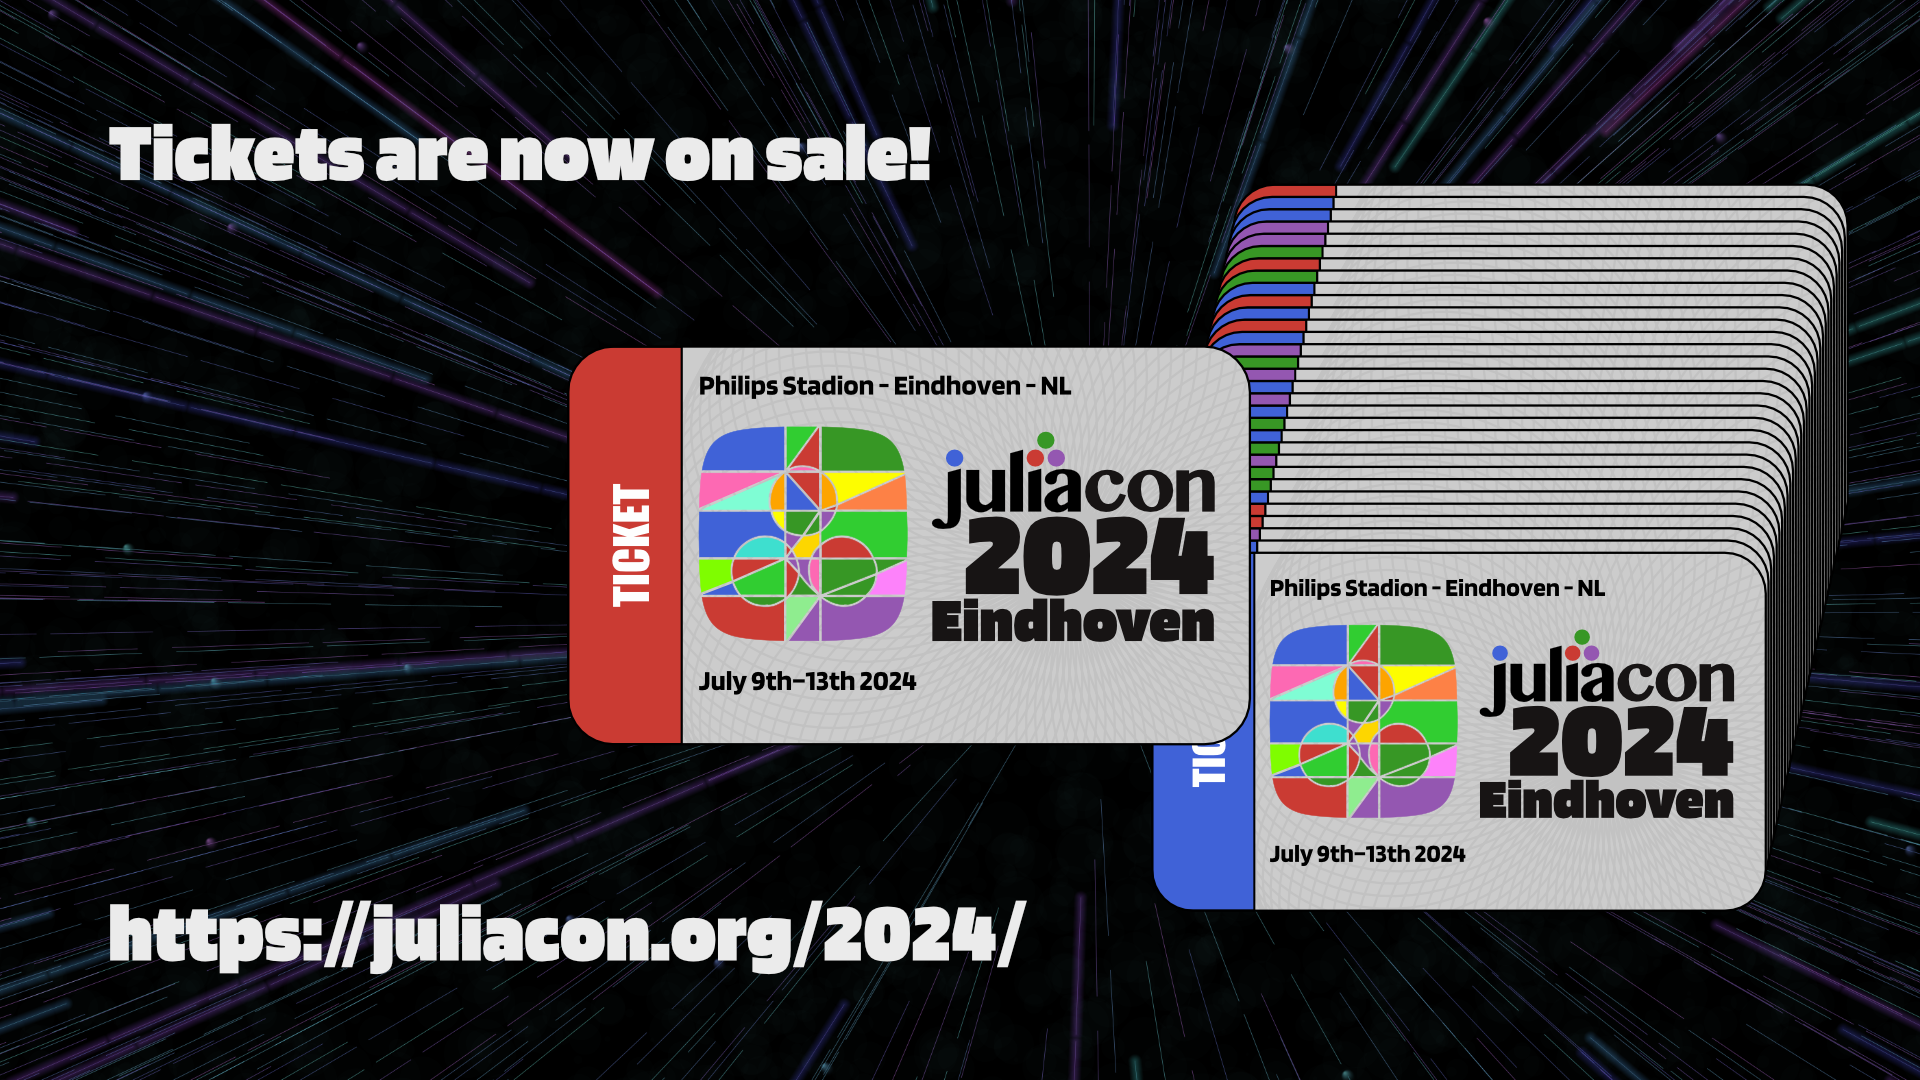 Tickets are now on sale!
Philips Stadion - Eindhoven - NL
TICKET
juliacon
2024
Eindhoven
July 9th-13th 2024
Philips Stadion - Eindhoven - NL
TIC
juliacon
2024
Eindhoven
July 9th-13th 2024
https://juliacon.org/2024/